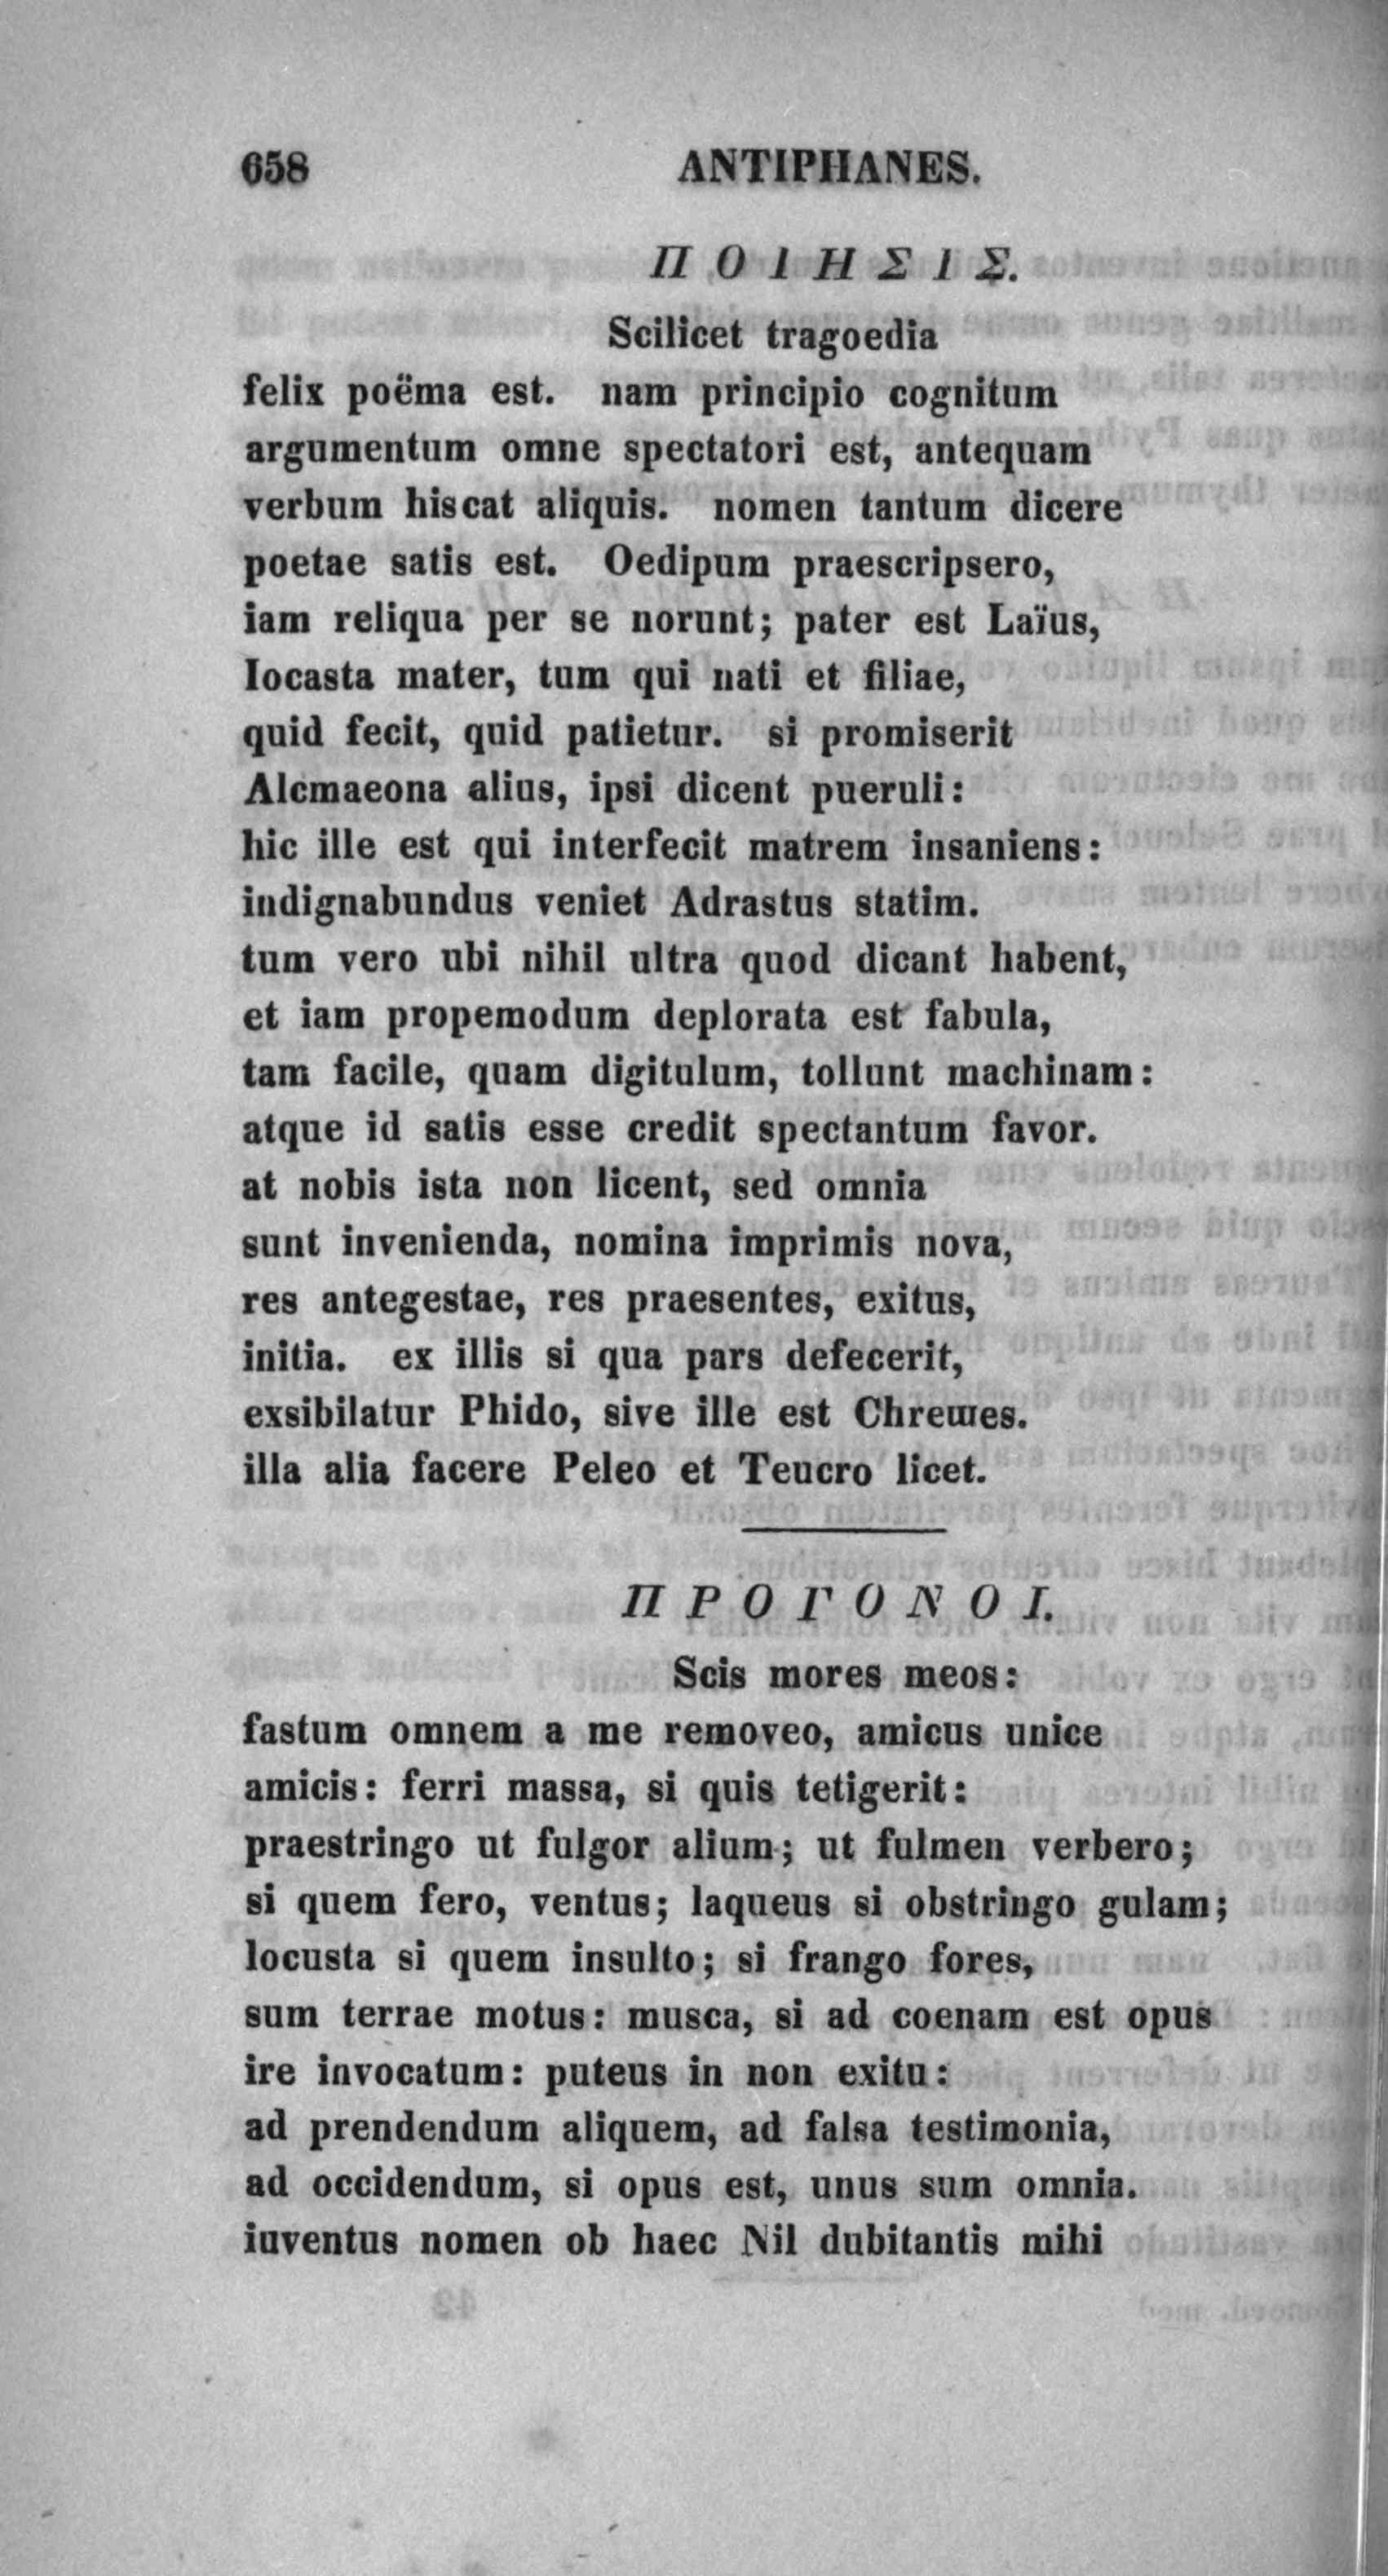 658 ANTIPHANES.
ΠΟΙΗΣΙΣ.
Scilicet tragoedia
felix poëma est. nam principio cognitum
argumentum omne spectatori est, antequam
verbum hiscat aliquis. nomen tantum dicere
poetae satis est. Oedipum praescripsero,
iam reliqua per se norunt; pater est Laïus,
Iocasta mater, tum qui nati et filiae,
quid fecit, quid patietur. si promiserit
Alcmaeona alius, ipsi dicent pueruli:
hic ille est qui interfecit matrem insaniens:
indignabundus veniet Adrastus statim.
tum vero ubi nihil ultra quod dicant habent,
et iam propemodum deplorata est fabula,
tam facile, quam digitulum, tollunt machinam:
atque id satis esse credit spectantum favor.
at nobis ista non licent, sed omnia
sunt invenienda, nomina imprimis nova,
res antegestae, res praesentes, exitus,
initia. ex illis si qua pars defecerit,
exsibilatur Phido, sive ille est Chremes.
illa alia facere Peleo et Teucro licet.
ΠΡΟΓΟΝΟΙ.
Scis mores meos:
fastum omnem a me removeo, amicus unice
amicis: ferri massa, si quis tetigerit:
praestringo ut fulgor alium; ut fulmen verbero;
si quem fero, ventus; laqueus si obstringo gulam;
locusta si quem insulto; si frango fores,
sum terrae motus: musca, si ad coenam est opus
ire invocatum: puteus in non exitu:
ad prendendum aliquem, ad falsa testimonia,
ad occidendum, si opus est, unus sum omnia.
iuventus nomen ob haec Nil dubitantis mihi